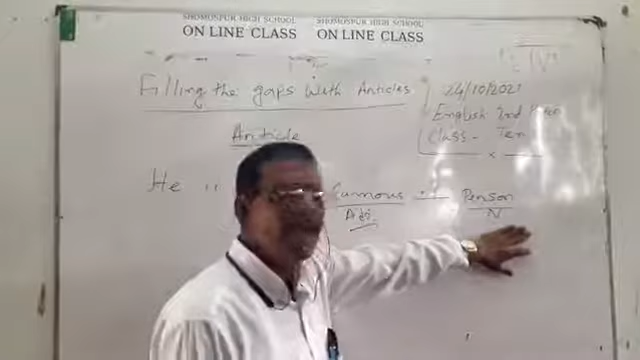 SHOMONPUR HIGH SCHOOL SHOMONPUR HIGH SCHOOL
ON LINE CLASS ON LINE CLASS
Filling the gaps with Articles
24/10/2021
English 2nd
Class - Ten
Article
He famous Person
Adj. N